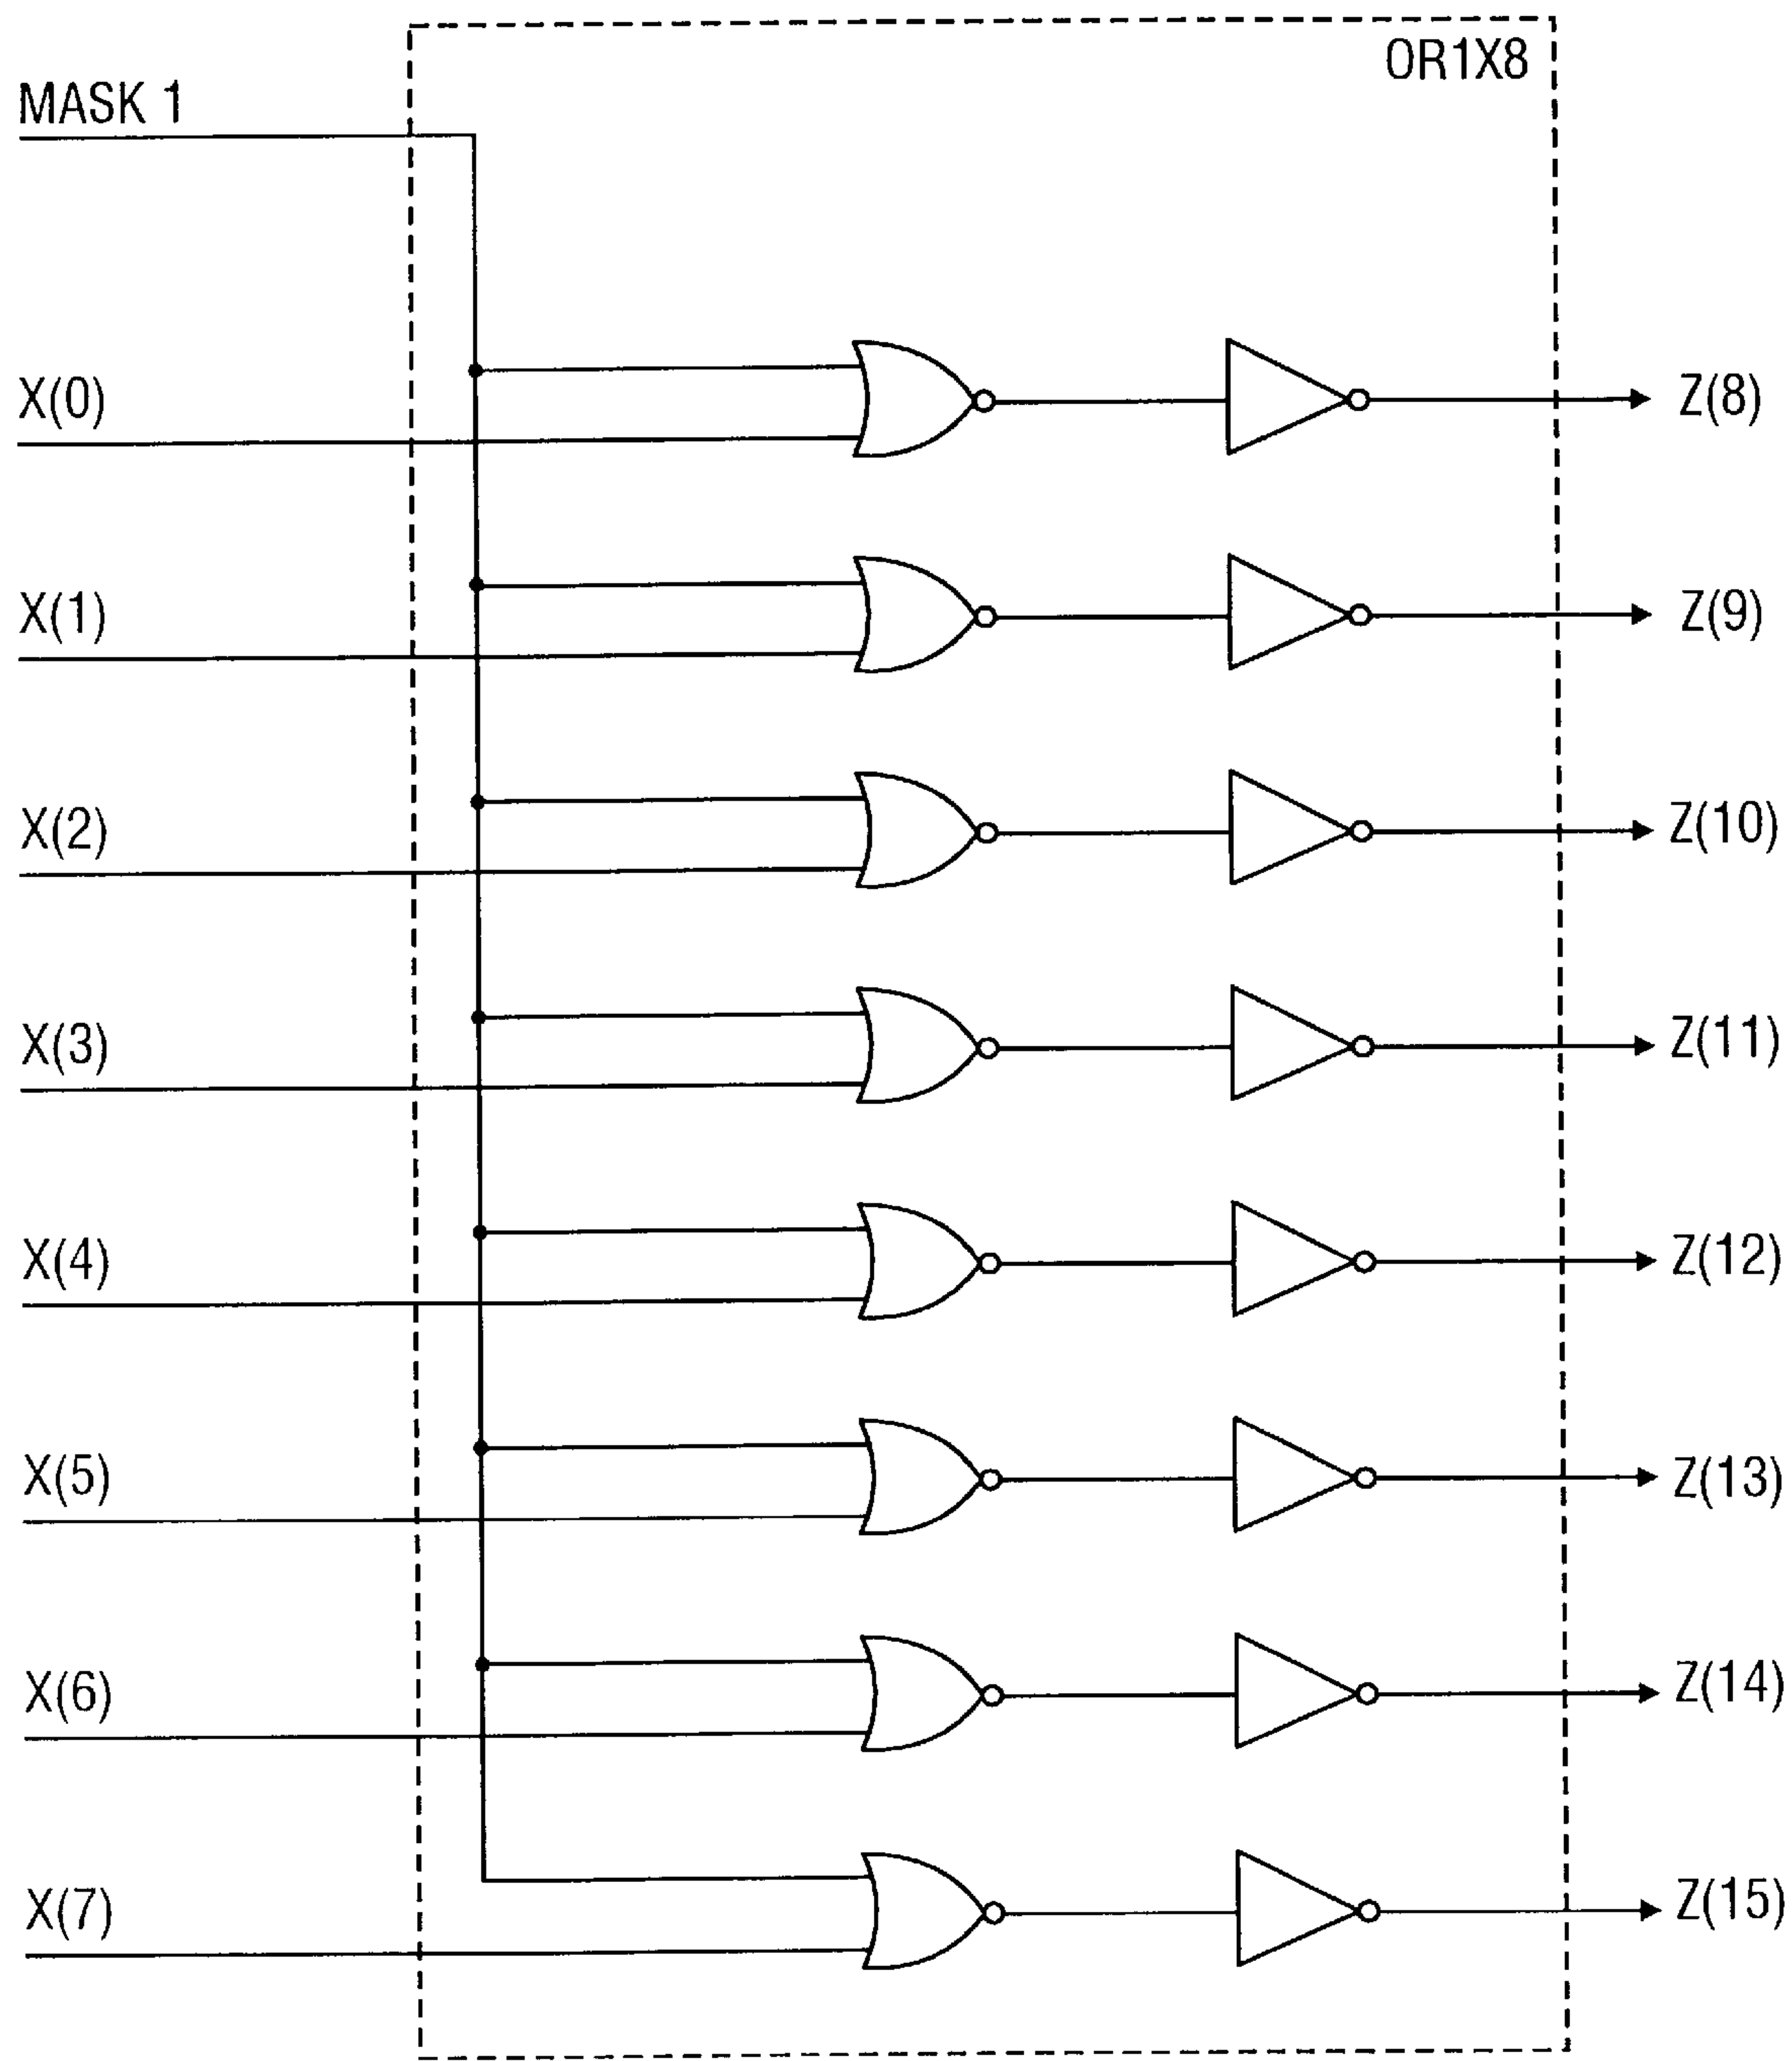 OR1X8
MASK 1
X(0)
Z(8)
X(1)
Z(9)
X(2)
Z(10)
X(3)
Z(11)
X(4)
Z(12)
X(5)
Z(13)
X(6)
Z(14)
X(7)
Z(15)